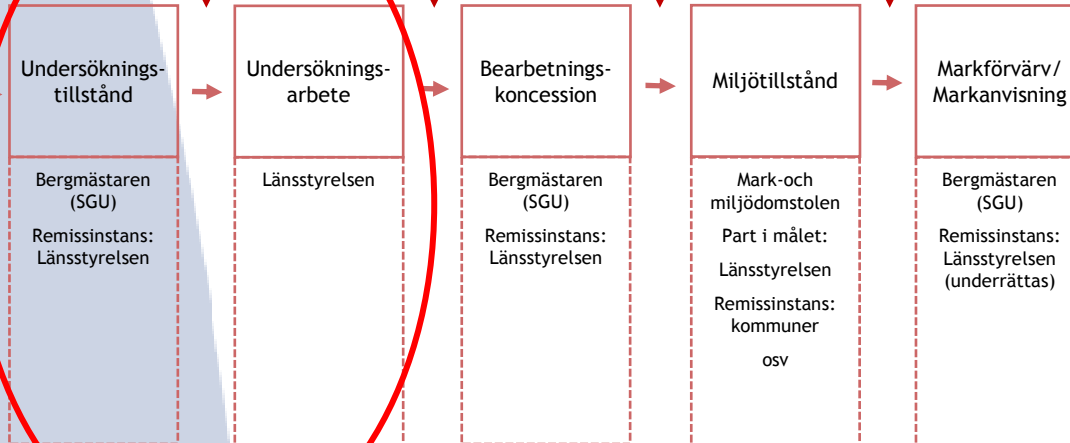 Undersöknings-
tillstånd
Undersöknings-
arbete
Bearbetnings-
koncession
Miljötillstånd
Markförvärv/
Markanvisning
Bergmästaren
(SGU)
Remissinstans:
Länsstyrelsen
Länsstyrelsen
Bergmästaren
(SGU)
Remissinstans:
Länsstyrelsen
Mark-och
miljödomstolen
Part i målet:
Länsstyrelsen
Remissinstans:
kommuner
osv
Bergmästaren
(SGU)
Remissinstans:
Länsstyrelsen
(underrättas)